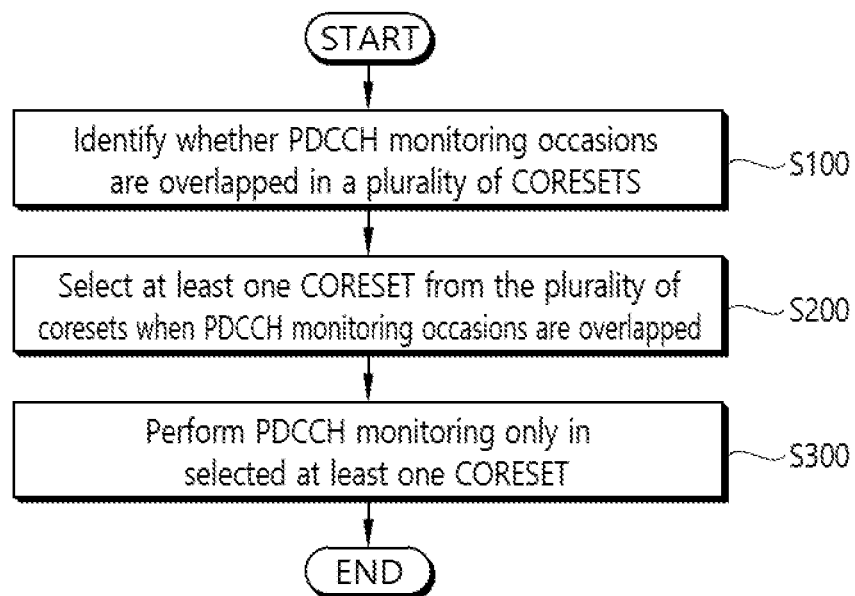 START
Identify whether PDCCH monitoring occasions
are overlapped in a plurality of CORESETS
S100
Select at least one CORESET from the plurality of
coresets when PDCCH monitoring occasions are overlapped
S200
Perform PDCCH monitoring only in
selected at least one CORESET
S300
END